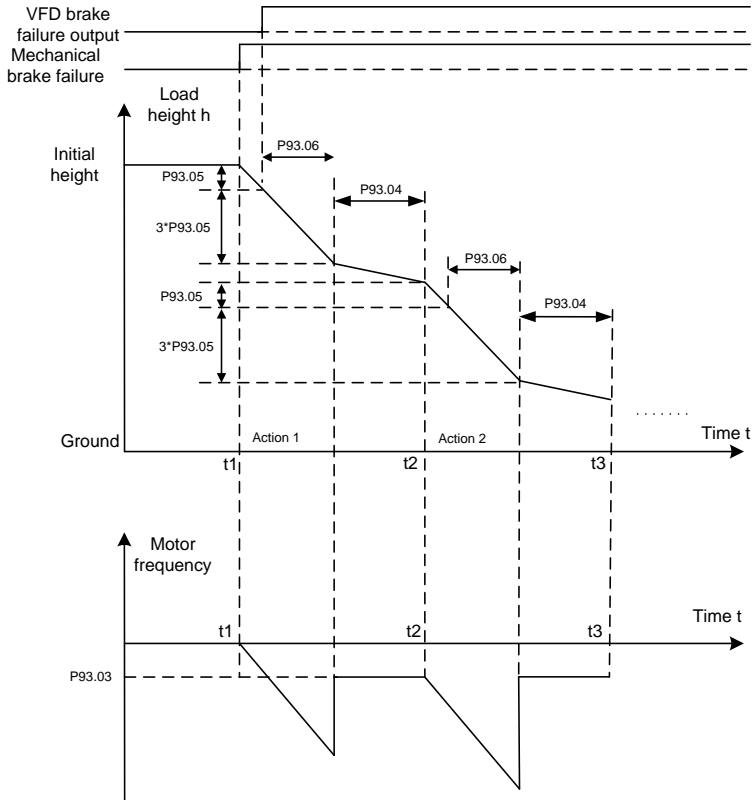 VFD brake
failure output
Mechanical
brake failure
Load
height h
Initial
height
P93.05
P93.06
P93.04
3*P93.05
P93.06
P93.05
P93.04
3*P93.05
.......
Ground
Action 1
Action 2
Time t
t1
t2
t3
Motor
frequency
t1
t2
t3
Time t
P93.03